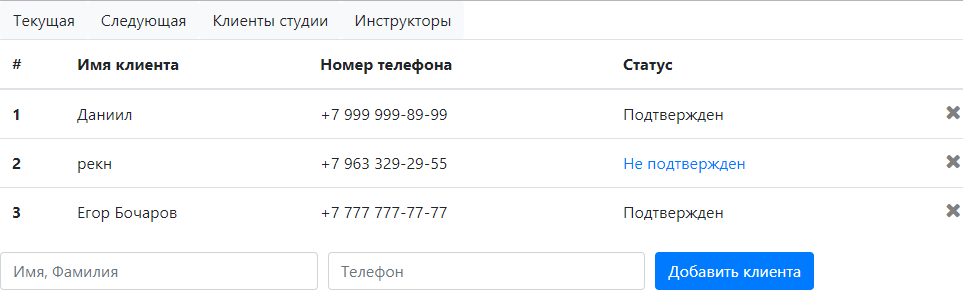 Текущая Следующая Клиенты студии Инструкторы
# Имя клиента Номер телефона Статус
1 Даниил +7 999 999-89-99 Подтвержден
2 рекн +7 963 329-29-55 Не подтвержден
3 Егор Бочаров +7 777 777-77-77 Подтвержден
Имя, Фамилия Телефон Добавить клиента